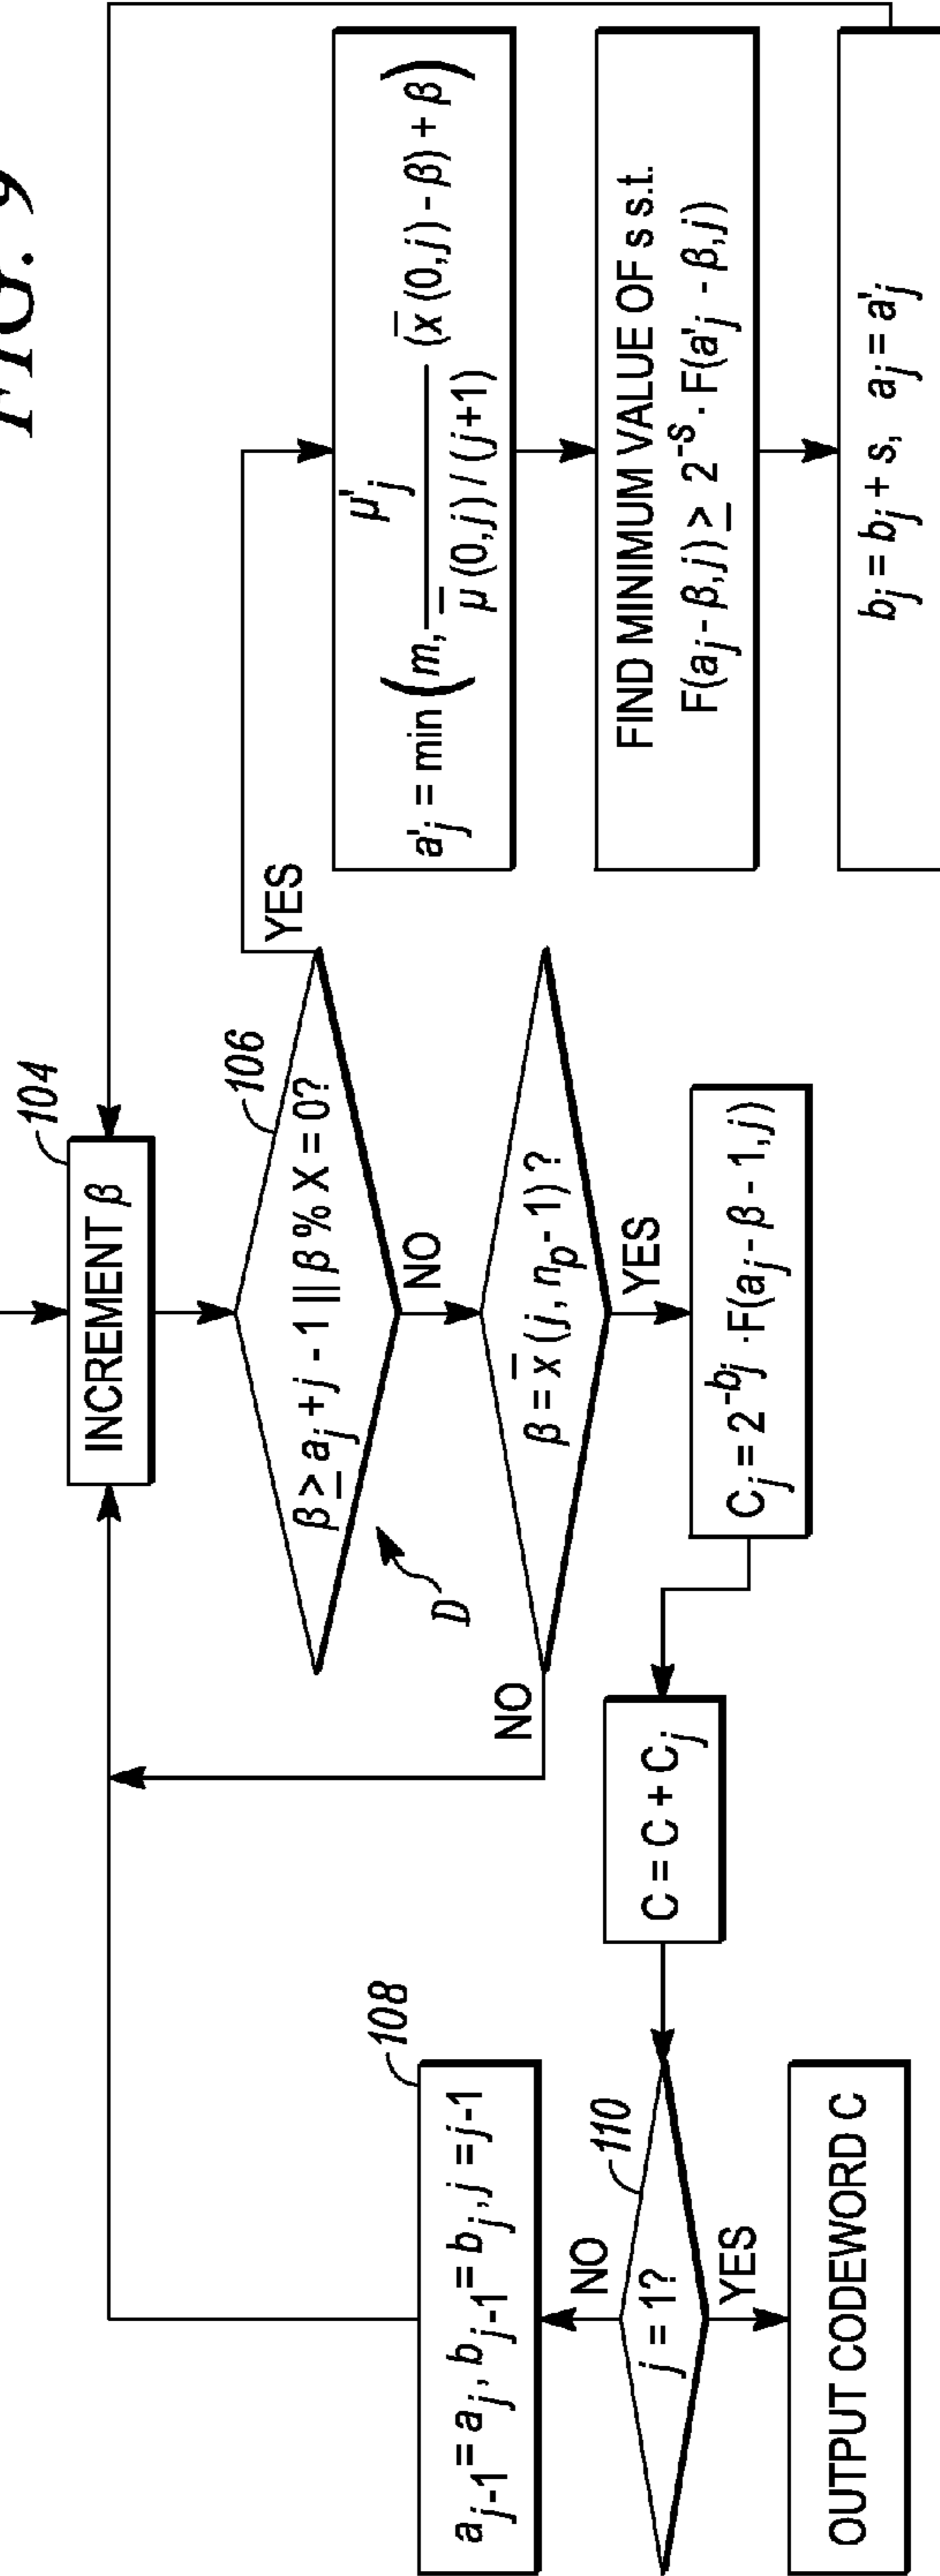 FIG. 9
104
INCREMENT β
106
β ≥ a_j + j - 1 || β % X = 0?
YES
NO
D
a'_j = min (m, μ'_j / (μ̄ (0, j) / (j+1)) (x̄ (0, j) - β) + β)
FIND MINIMUM VALUE OF s s.t.
F(a_j - β, j) ≥ 2^-s · F(a'_j - β, j)
b_j = b_j + s, a_j = a'_j
β = x̄ (j, n_p - 1) ?
NO
YES
C_j = 2^-b_j · F(a_j - β - 1, j)
C = C + C_j
108
a_j-1 = a_j, b_j-1 = b_j, j = j-1
110
j = 1?
NO
YES
OUTPUT CODEWORD C